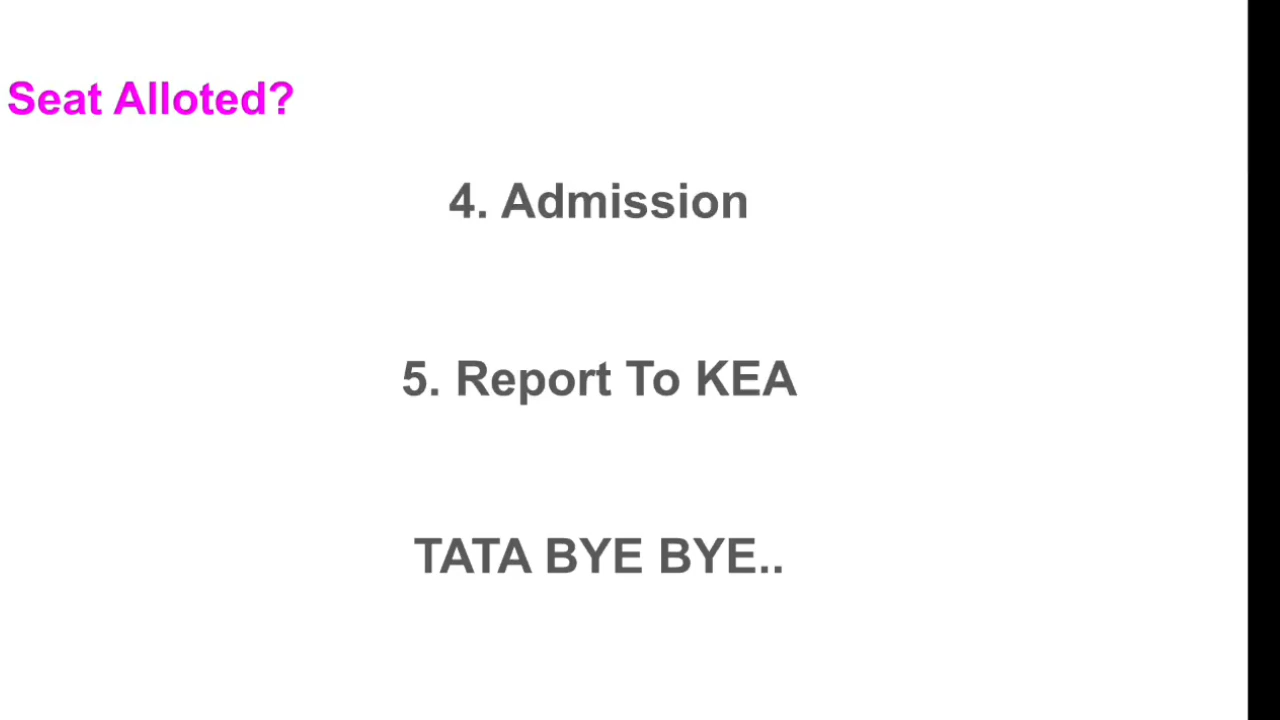 Seat Alloted?
4. Admission
5. Report To KEA
TATA BYE BYE..